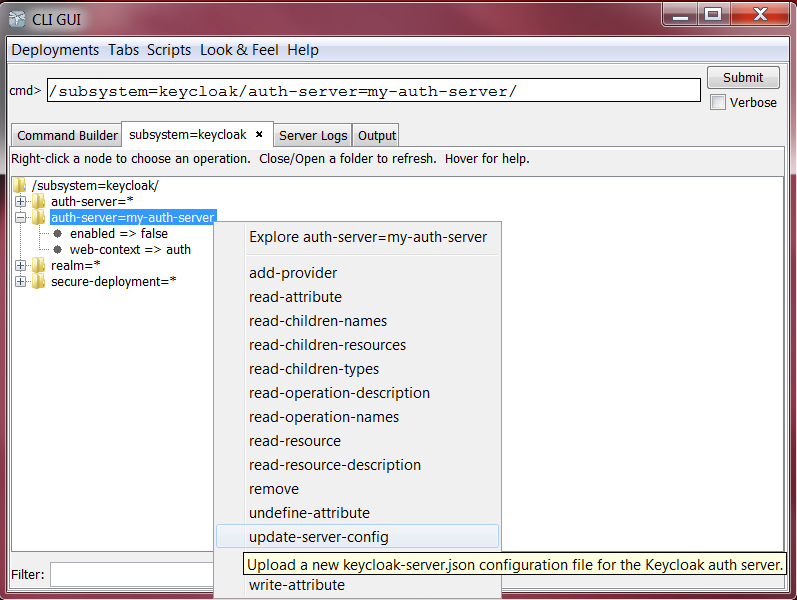 CLI GUI
Deployments Tabs Scripts Look & Feel Help
cmd> /subsystem=keycloak/auth-server=my-auth-server/ Submit
Verbose
Command Builder subsystem=keycloak × Server Logs Output
Right-click a node to choose an operation. Close/Open a folder to refresh. Hover for help.
/subsystem=keycloak/
auth-server=*
auth-server=my-auth-server
enabled => false
web-context => auth
realm=*
secure-deployment=*
Explore auth-server=my-auth-server
add-provider
read-attribute
read-children-names
read-children-resources
read-children-types
read-operation-description
read-operation-names
read-resource
read-resource-description
remove
undefine-attribute
update-server-config
Upload a new keycloak-server.json configuration file for the Keycloak auth server.
Filter:
write-attribute